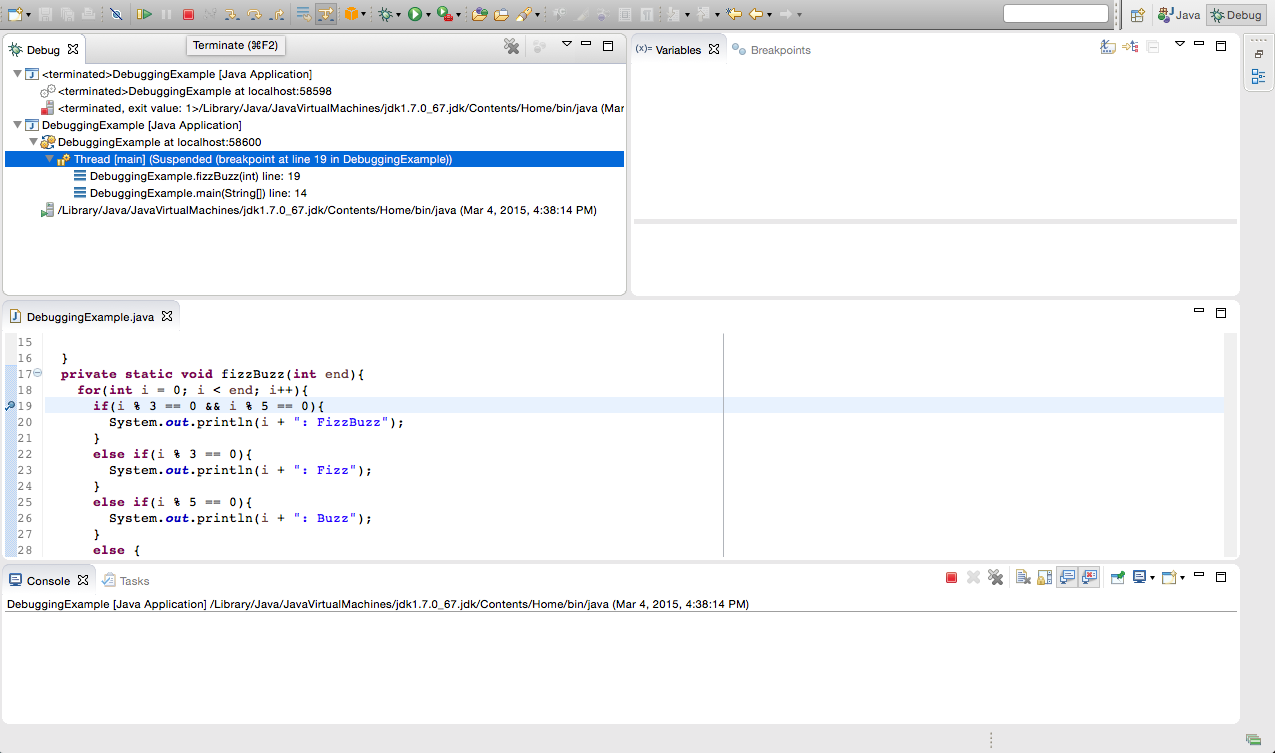 Java
Debug
Debug
Terminate (⌘F2)
(x)= Variables
Breakpoints
<terminated>DebuggingExample [Java Application]
<terminated>DebuggingExample at localhost:58598
<terminated, exit value: 1>/Library/Java/JavaVirtualMachines/jdk1.7.0_67.jdk/Contents/Home/bin/java (Mar
DebuggingExample [Java Application]
DebuggingExample at localhost:58600
Thread [main] (Suspended (breakpoint at line 19 in DebuggingExample))
DebuggingExample.fizzBuzz(int) line: 19
DebuggingExample.main(String[]) line: 14
/Library/Java/JavaVirtualMachines/jdk1.7.0_67.jdk/Contents/Home/bin/java (Mar 4, 2015, 4:38:14 PM)
DebuggingExample.java
15
16 }
17 private static void fizzBuzz(int end){
18 for(int i = 0; i < end; i++){
19 if(i % 3 == 0 && i % 5 == 0){
20 System.out.println(i + ": FizzBuzz");
21 }
22 else if(i % 3 == 0){
23 System.out.println(i + ": Fizz");
24 }
25 else if(i % 5 == 0){
26 System.out.println(i + ": Buzz");
27 }
28 else {
Console
Tasks
DebuggingExample [Java Application] /Library/Java/JavaVirtualMachines/jdk1.7.0_67.jdk/Contents/Home/bin/java (Mar 4, 2015, 4:38:14 PM)